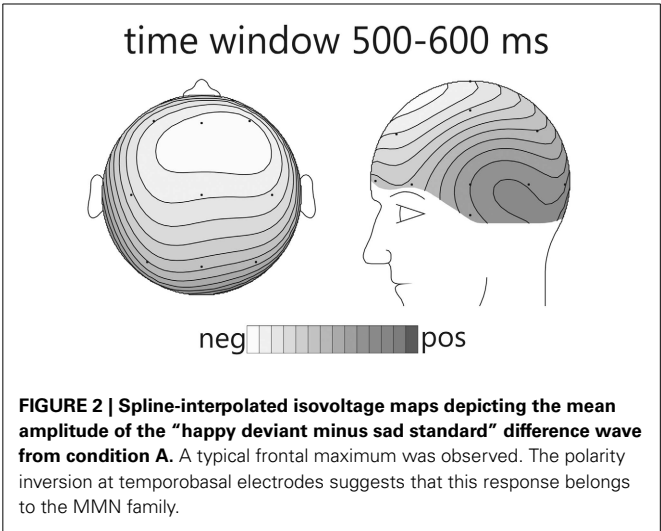 time window 500-600 ms
neg pos
FIGURE 2 | Spline-interpolated isovoltage maps depicting the mean
amplitude of the “happy deviant minus sad standard” difference wave
from condition A. A typical frontal maximum was observed. The polarity
inversion at temporobasal electrodes suggests that this response belongs
to the MMN family.